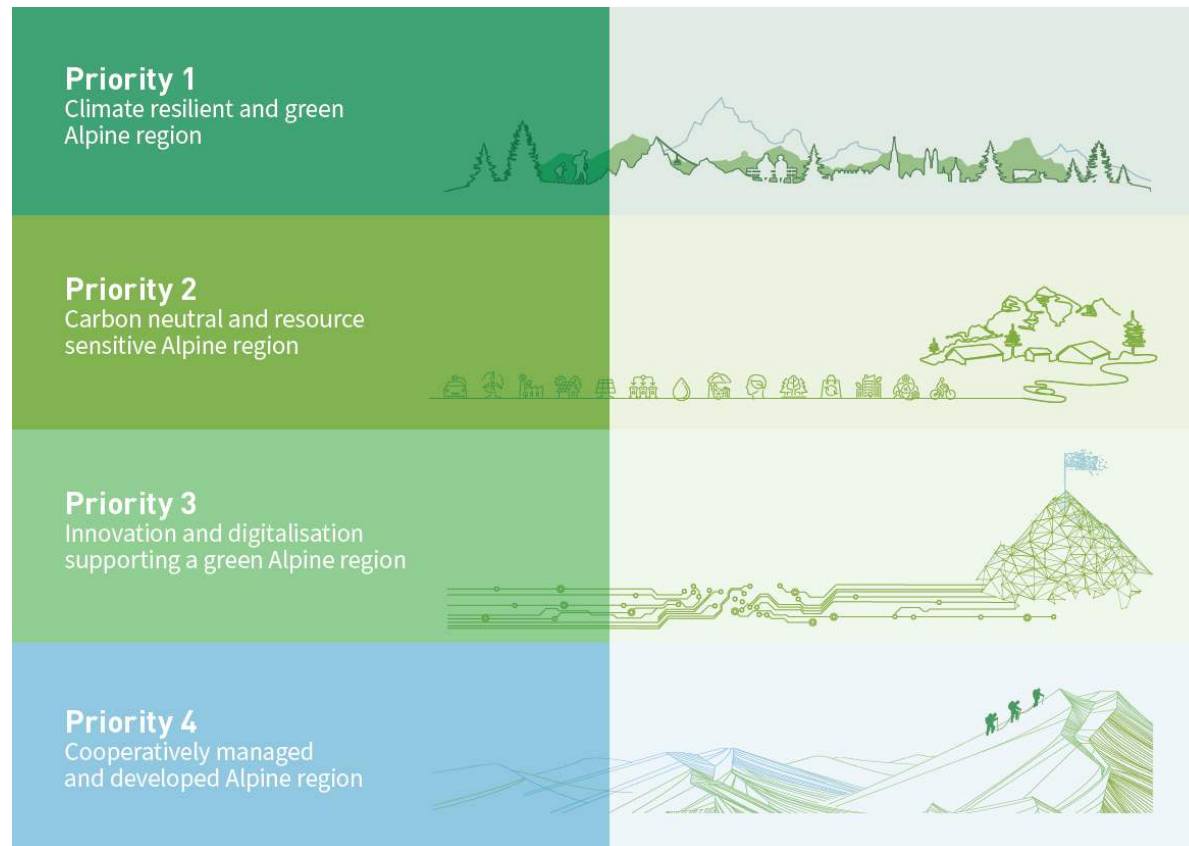 Priority 1
Climate resilient and green
Alpine region
Priority 2
Carbon neutral and resource
sensitive Alpine region
Priority 3
Innovation and digitalisation
supporting a green Alpine region
Priority 4
Cooperatively managed
and developed Alpine region